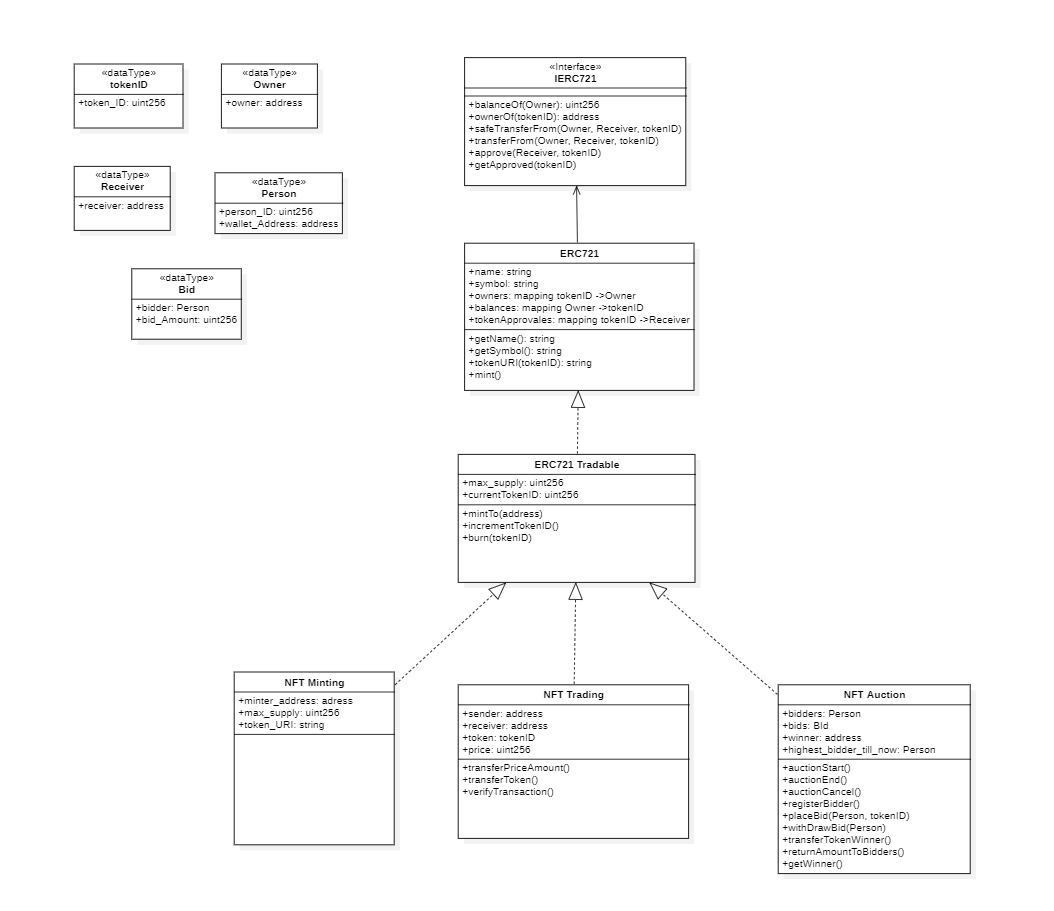 «dataType»
tokenID
+token_ID: uint256
«dataType»
Owner
+owner: address
«dataType»
Receiver
+receiver: address
«dataType»
Person
+person_ID: uint256
+wallet_Address: address
«dataType»
Bid
+bidder: Person
+bid_Amount: uint256
«Interface»
IERC721
+balanceOf(Owner): uint256
+ownerOf(tokenID): address
+safeTransferFrom(Owner, Receiver, tokenID)
+transferFrom(Owner, Receiver, tokenID)
+approve(Receiver, tokenID)
+getApproved(tokenID)
ERC721
+name: string
+symbol: string
+owners: mapping tokenID ->Owner
+balances: mapping Owner ->tokenID
+tokenApprovales: mapping tokenID ->Receiver
+getName(): string
+getSymbol(): string
+tokenURI(tokenID): string
+mint()
ERC721 Tradable
+max_supply: uint256
+currentTokenID: uint256
+mintTo(address)
+incrementTokenID()
+burn(tokenID)
NFT Minting
+minter_address: adress
+max_supply: uint256
+token_URI: string
NFT Trading
+sender: address
+receiver: address
+token: tokenID
+price: uint256
+transferPriceAmount()
+transferToken()
+verifyTransaction()
NFT Auction
+bidders: Person
+bids: BId
+winner: address
+highest_bidder_till_now: Person
+auctionStart()
+auctionEnd()
+auctionCancel()
+registerBidder()
+placeBid(Person, tokenID)
+withDrawBid(Person)
+transferTokenWinner()
+returnAmountToBidders()
+getWinner()